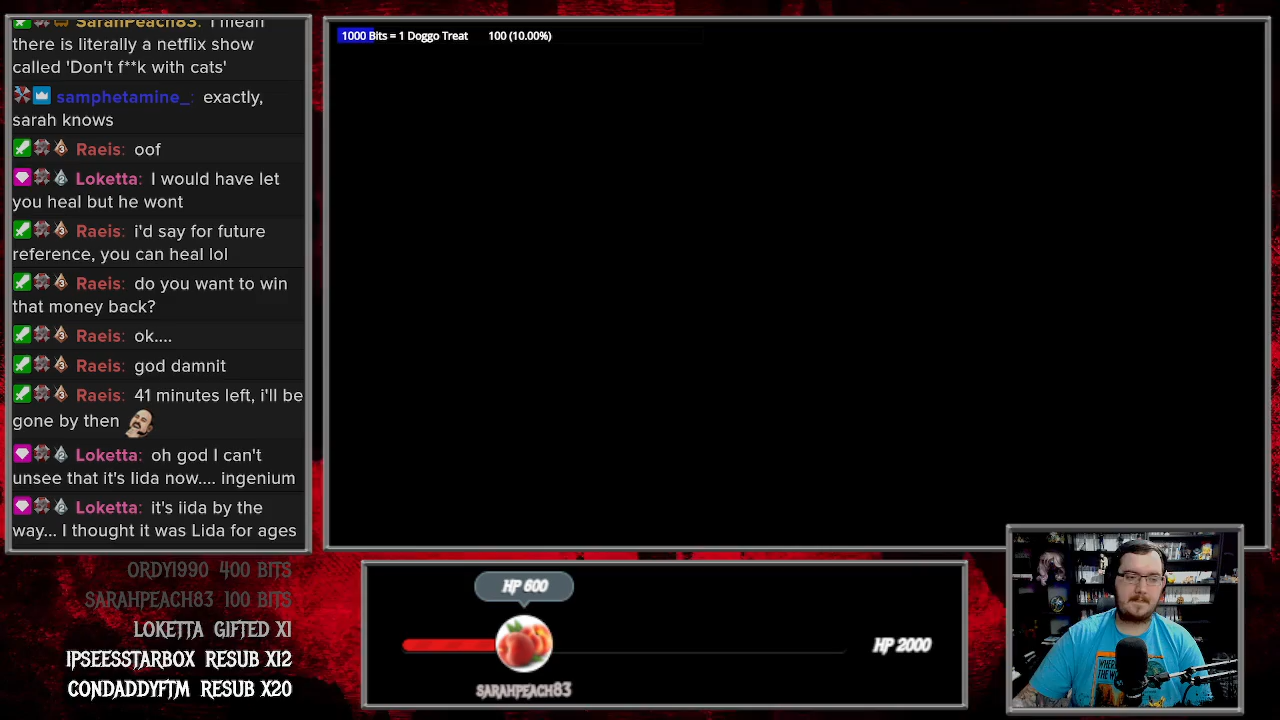 SarahPeach83: I mean
there is literally a netflix show
called 'Don't f**k with cats'
samphetamine_: exactly,
sarah knows
Raeis: oof
Loketta: I would have let
you heal but he wont
Raeis: i'd say for future
reference, you can heal lol
Raeis: do you want to win
that money back?
Raeis: ok....
Raeis: god damnit
Raeis: 41 minutes left, i'll be
gone by then
Loketta: oh god I can't
unsee that it's Iida now.... ingenium
Loketta: it's iida by the
way... I thought it was Lida for ages
ORDY1990 400 BITS
SARAHPEACH83 100 BITS
LOKETTA GIFTED X1
IPSEESSTARBOX RESUB X12
CONDADDYFTM RESUB X20
1000 Bits = 1 Doggo Treat 100 (10.00%)
HP 600
HP 2000
SARAHPEACH83